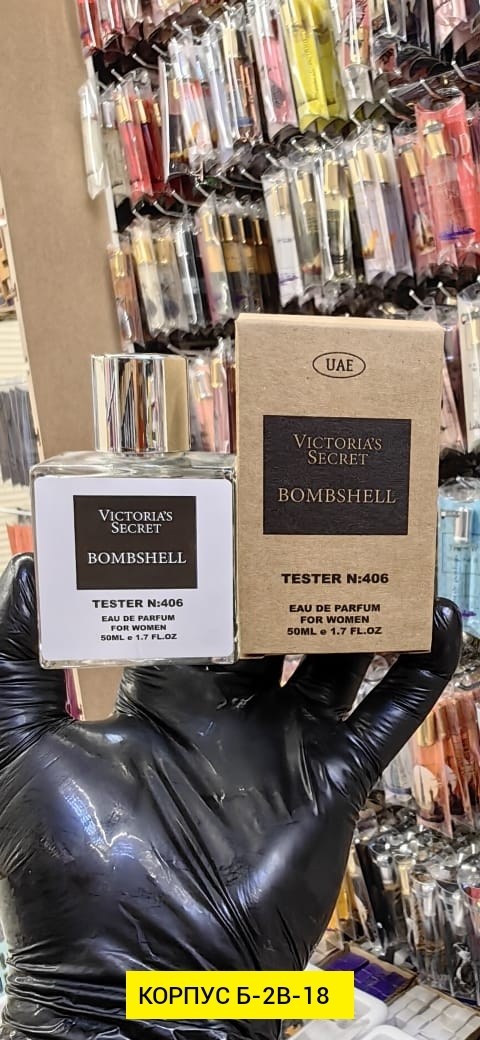 UAE
VICTORIA'S
SECRET
BOMBSHELL
TESTER N:406
EAU DE PARFUM
FOR WOMEN
50ML e 1.7 FL.OZ
VICTORIA'S
SECRET
BOMBSHELL
TESTER N:406
EAU DE PARFUM
FOR WOMEN
50ML e 1.7 FL.OZ
КОРПУС Б-2В-18